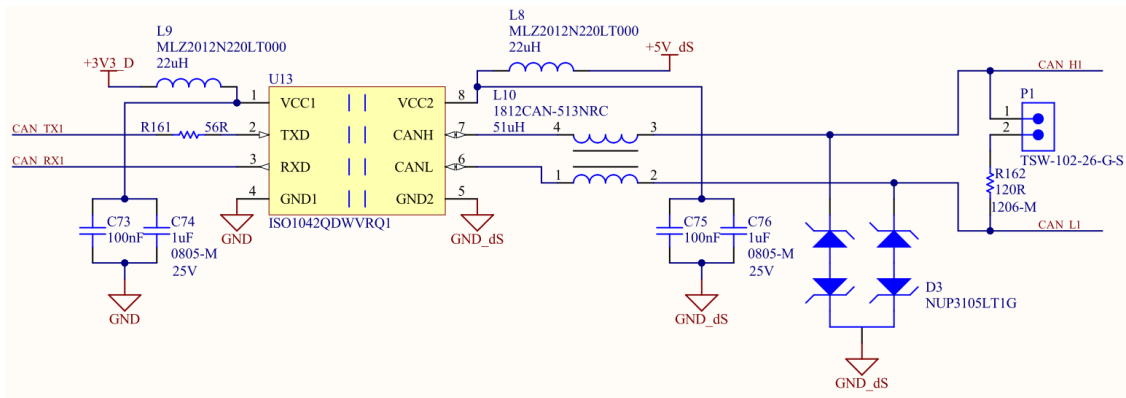 L9
MLZ2012N220LT000
22uH
+3V3_D
L8
MLZ2012N220LT000
22uH
+5V_dS
U13
1 VCC1 VCC2 8
L10
1812CAN-513NRC
51uH
CAN_TX1 R161 56R 2 TXD CANH 7 4 3
CAN_RX1 3 RXD CANL 6 1 2
4 GND1 GND2 5
ISO1042QDWVRQ1
GND
GND_dS
C73
100nF
C74
1uF
0805-M
25V
GND
C75
100nF
C76
1uF
0805-M
25V
GND_dS
D3
NUP3105LT1G
GND_dS
CAN_H1
P1
1
2
TSW-102-26-G-S
R162
120R
1206-M
CAN_L1